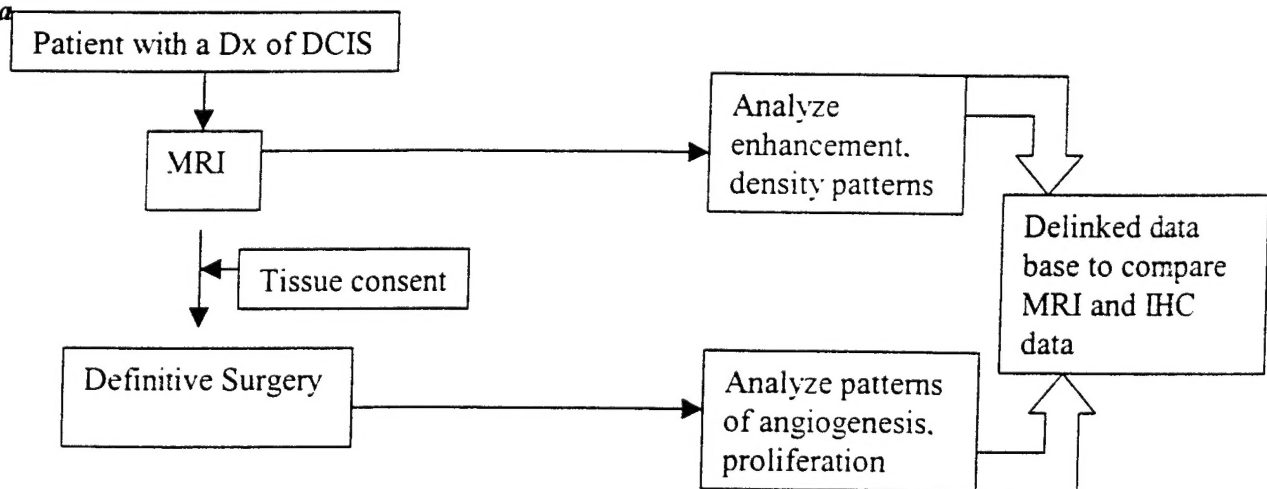 a
Patient with a Dx of DCIS
MRI
Analyze
enhancement.
density patterns
Tissue consent
Delinked data
base to compare
MRI and IHC
data
Definitive Surgery
Analyze patterns
of angiogenesis.
proliferation